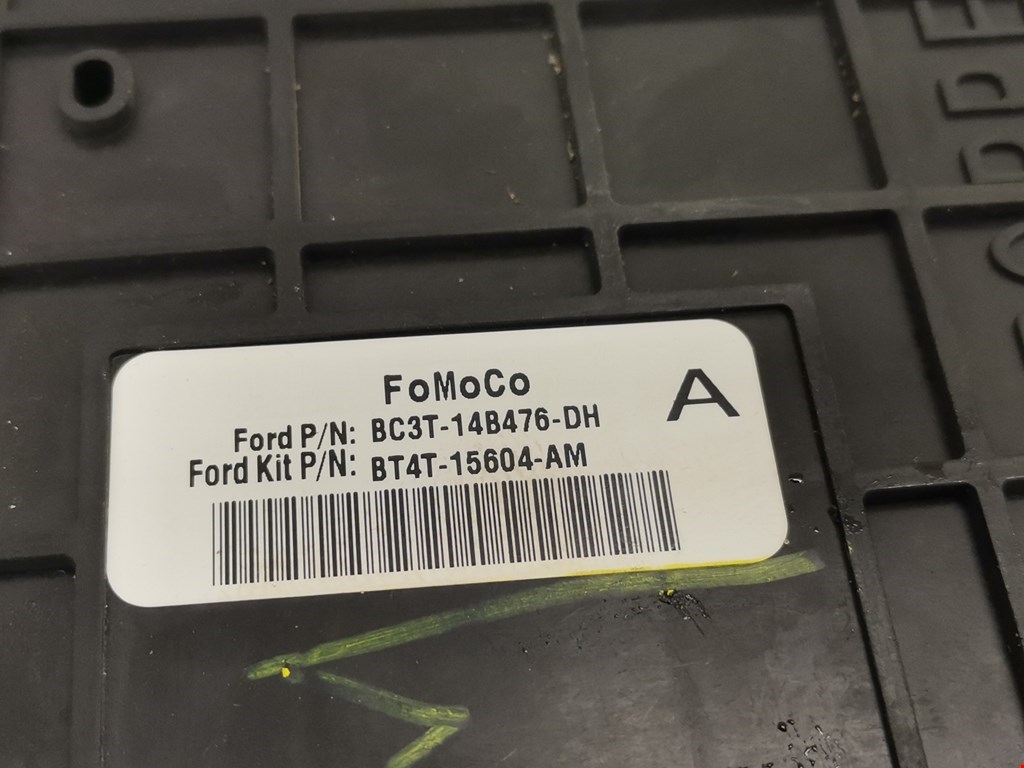 FoMoCo
A
Ford P/N: BC3T-14B476-DH
Ford Kit P/N: BT4T-15604-AM